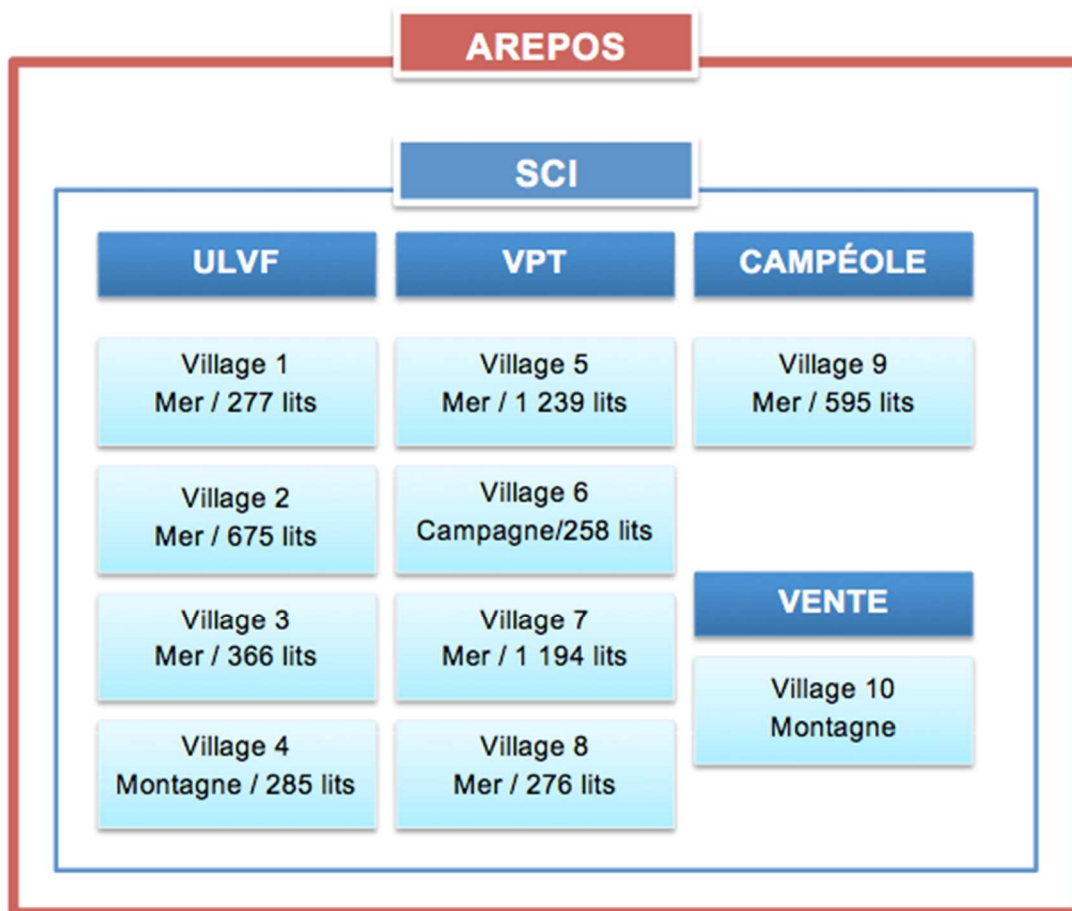 AREPOS
SCI
ULVF
Village 1
Mer / 277 lits
Village 2
Mer / 675 lits
Village 3
Mer / 366 lits
Village 4
Montagne / 285 lits
VPT
Village 5
Mer / 1 239 lits
Village 6
Campagne/258 lits
Village 7
Mer / 1 194 lits
Village 8
Mer / 276 lits
CAMPÉOLE
Village 9
Mer / 595 lits
VENTE
Village 10
Montagne